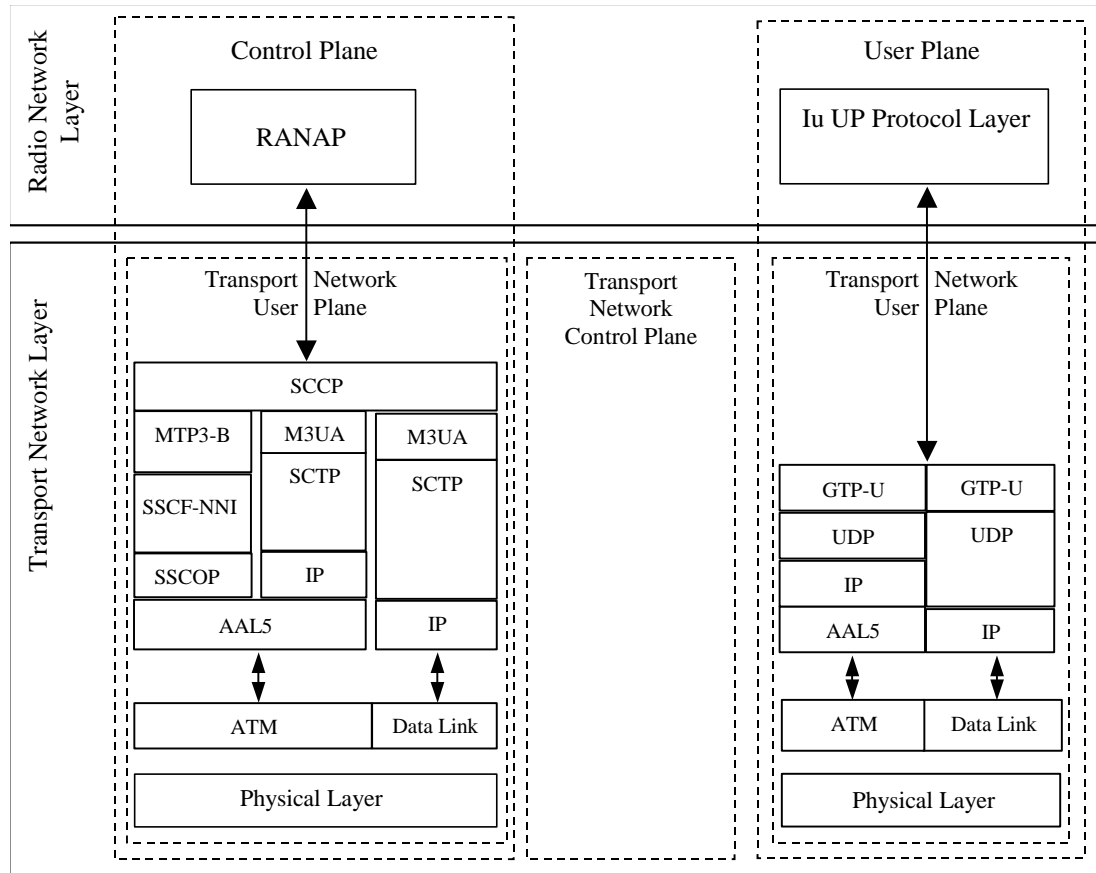 Radio Network
Layer
Control Plane
RANAP
User Plane
Iu UP Protocol Layer
Transport Network Layer
Transport Network
User Plane
SCCP
MTP3-B
SSCF-NNI
SSCOP
M3UA
SCTP
IP
AAL5
M3UA
SCTP
IP
ATM
Data Link
Physical Layer
Transport
Network
Control Plane
Transport Network
User Plane
GTP-U
UDP
IP
AAL5
GTP-U
UDP
IP
ATM
Data Link
Physical Layer